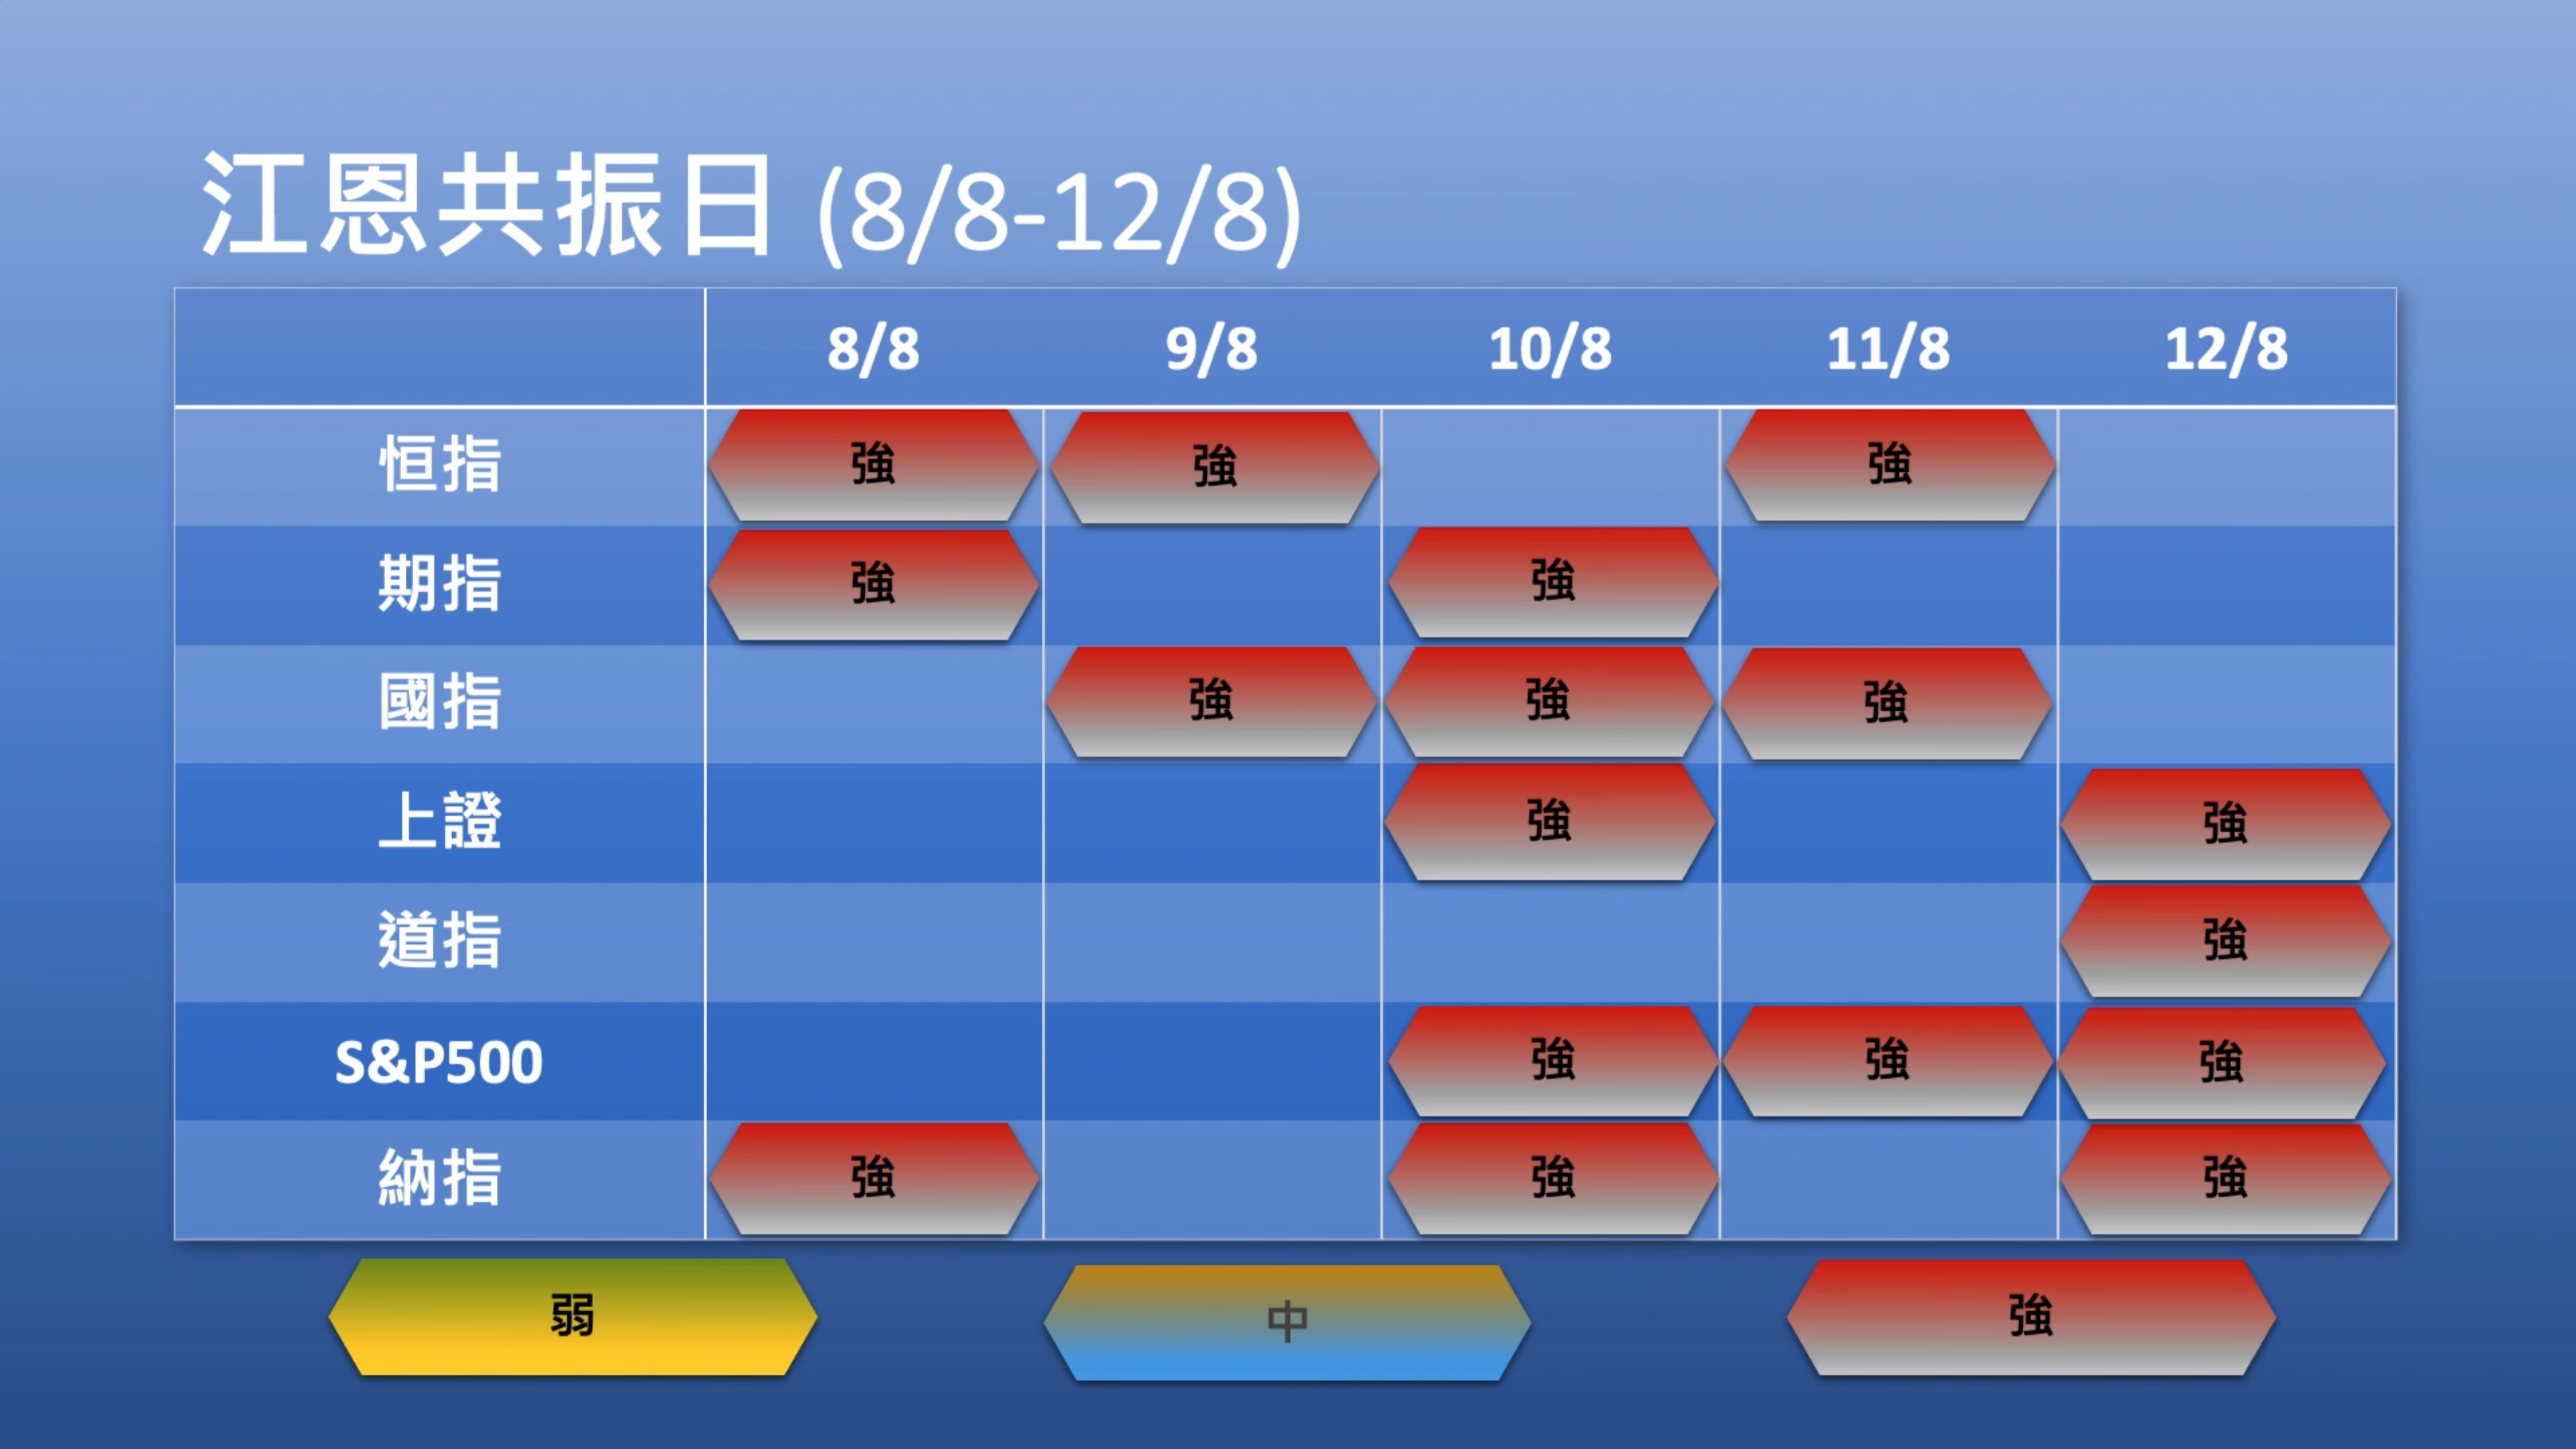 江恩共振日 (8/8-12/8)
8/8 9/8 10/8 11/8 12/8
恒指 強 強 強
期指 強 強
國指 強 強 強
上證 強 強
道指 強
S&P500 強 強 強
納指 強 強 強
弱 中 強